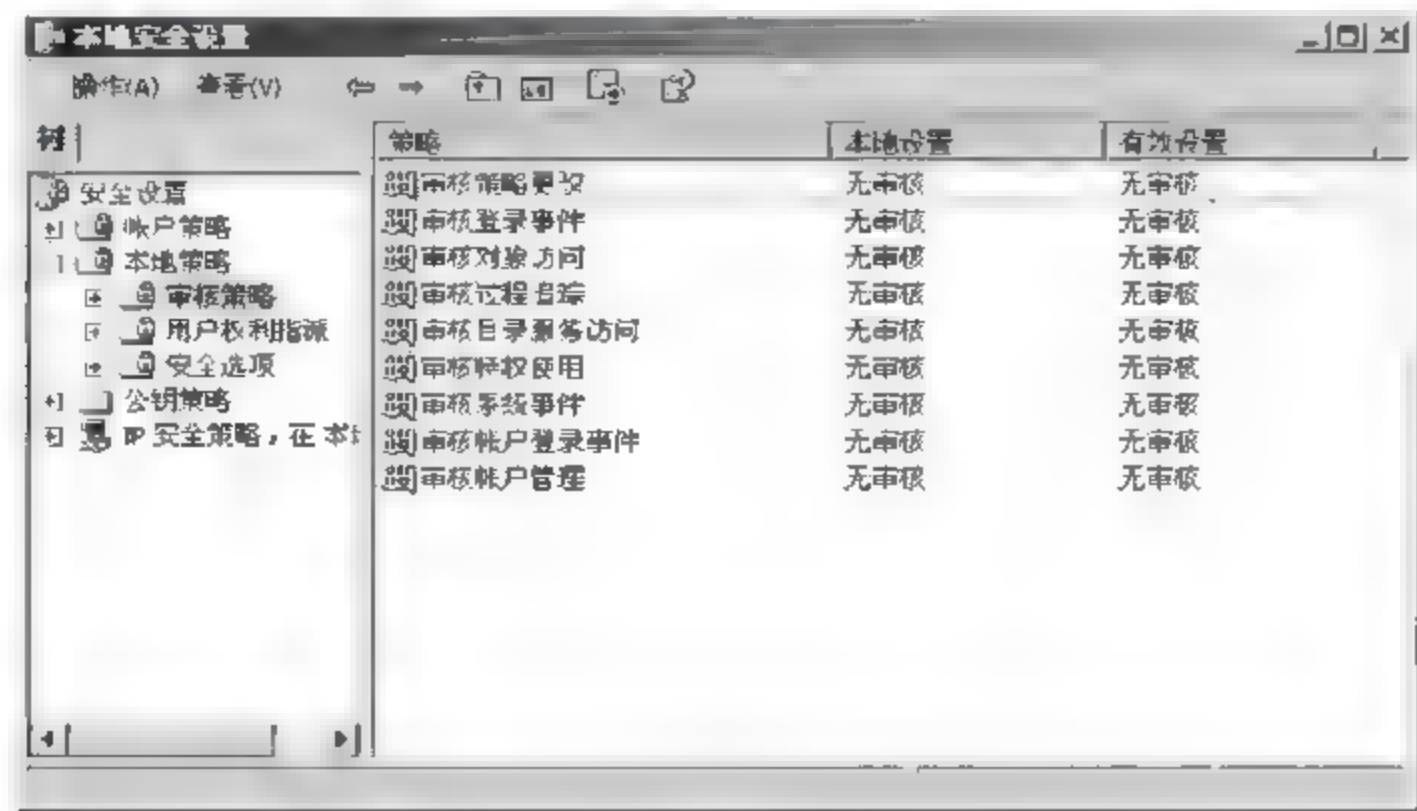 本地安全设置
操作(A) 查看(V)
树
策略 本地设置 有效设置
安全设置
帐户策略
本地策略
审核策略
用户权利指派
安全选项
公钥策略
IP 安全策略，在 本地
审核策略更改 无审核 无审核
审核登录事件 无审核 无审核
审核对象访问 无审核 无审核
审核过程追踪 无审核 无审核
审核目录服务访问 无审核 无审核
审核特权使用 无审核 无审核
审核系统事件 无审核 无审核
审核帐户登录事件 无审核 无审核
审核帐户管理 无审核 无审核